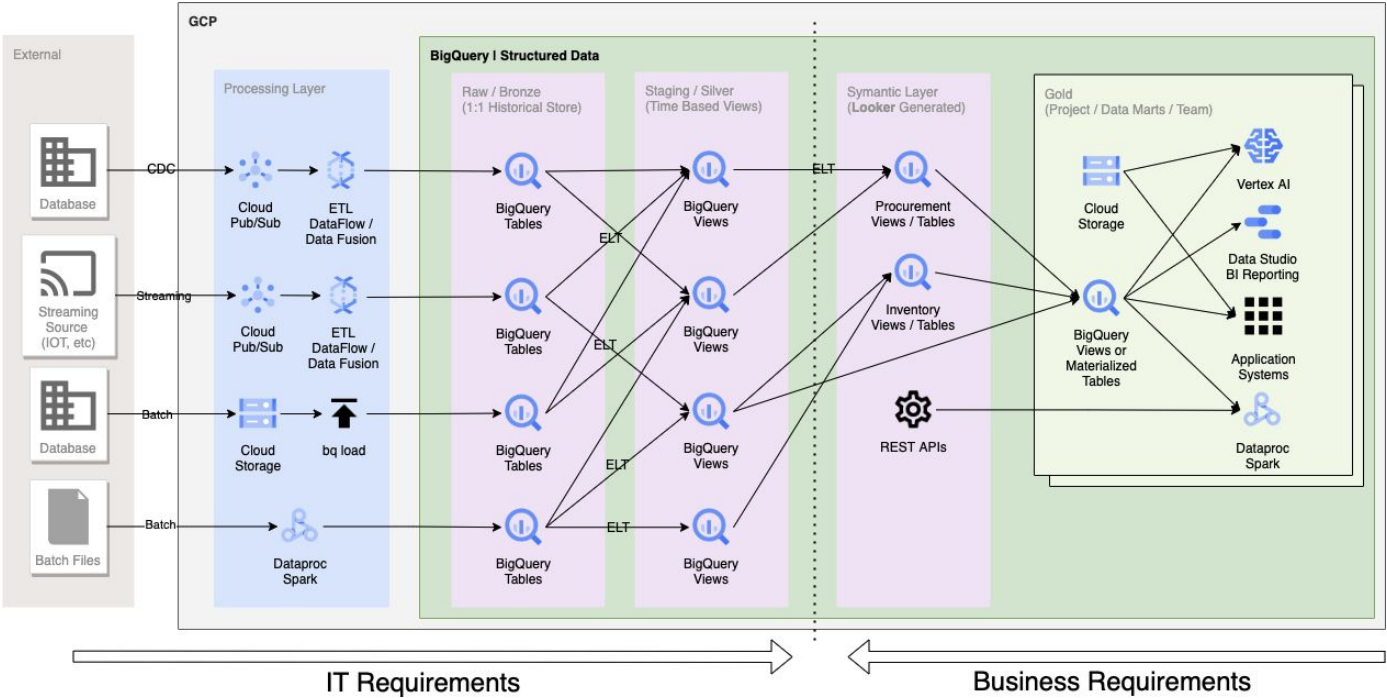 GCP
External
Database
Streaming
Source
(IOT, etc)
Database
Batch Files
CDC
Streaming
Batch
Batch
Processing Layer
Cloud
Pub/Sub
ETL
DataFlow /
Data Fusion
Cloud
Pub/Sub
ETL
DataFlow /
Data Fusion
Cloud
Storage
bq load
Dataproc
Spark
BigQuery | Structured Data
Raw / Bronze
(1:1 Historical Store)
BigQuery
Tables
BigQuery
Tables
BigQuery
Tables
BigQuery
Tables
ELT
ELT
ELT
ELT
Staging / Silver
(Time Based Views)
BigQuery
Views
BigQuery
Views
BigQuery
Views
BigQuery
Views
ELT
Symantic Layer
(Looker Generated)
Procurement
Views / Tables
Inventory
Views / Tables
REST APIs
Gold
(Project / Data Marts / Team)
Cloud
Storage
BigQuery
Views or
Materialized
Tables
Vertex AI
Data Studio
BI Reporting
Application
Systems
Dataproc
Spark
IT Requirements
Business Requirements